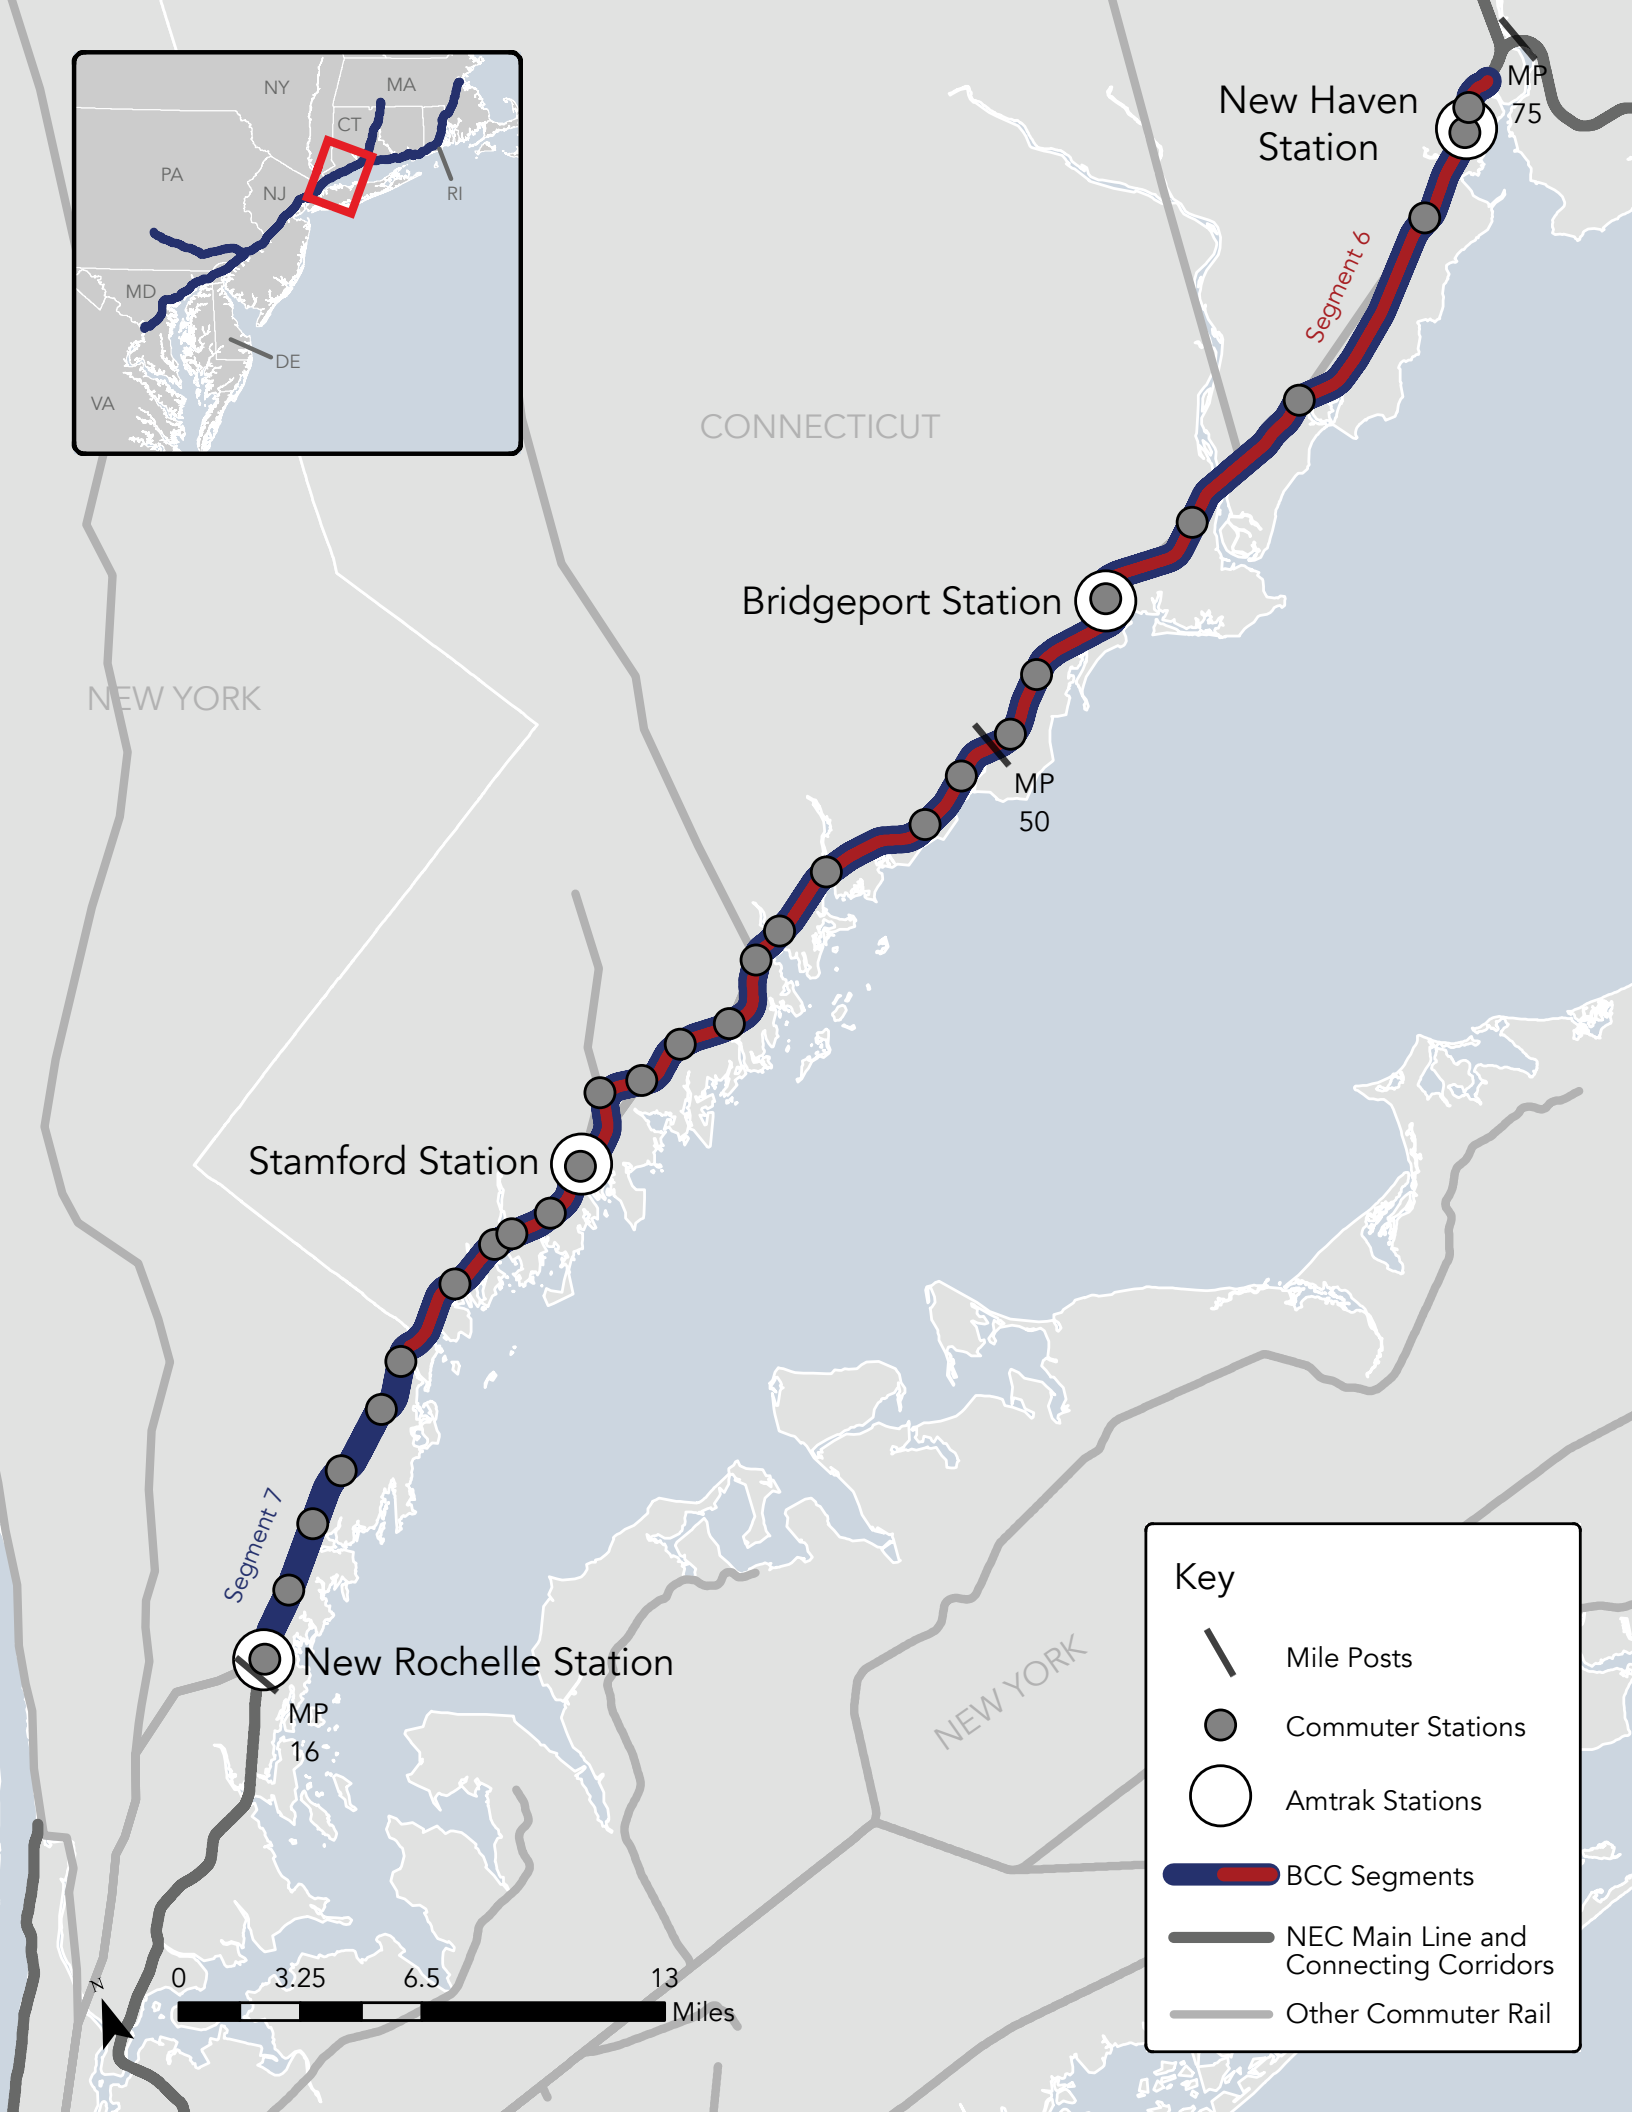 NY
MA
CT
PA
NJ
RI
MD
DE
VA
New Haven
Station
MP
75
Segment 6
CONNECTICUT
Bridgeport Station
NEW YORK
MP
50
Stamford Station
Segment 7
New Rochelle Station
MP
16
NEW YORK
N
0 3.25 6.5 13
Miles
Key
Mile Posts
Commuter Stations
Amtrak Stations
BCC Segments
NEC Main Line and
Connecting Corridors
Other Commuter Rail